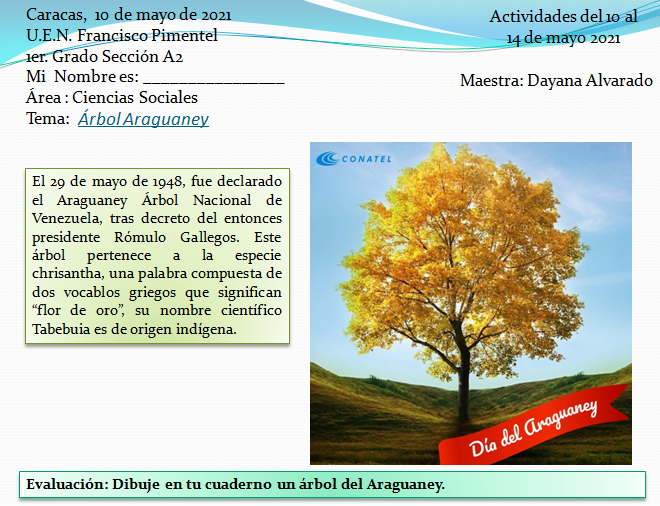 Caracas, 10 de mayo de 2021
U.E.N. Francisco Pimentel
1er. Grado Sección A2
Mi Nombre es: ________________
Área : Ciencias Sociales
Tema: Árbol Araguaney
Actividades del 10 al
14 de mayo 2021
Maestra: Dayana Alvarado
El 29 de mayo de 1948, fue declarado
el Araguaney Árbol Nacional de
Venezuela, tras decreto del entonces
presidente Rómulo Gallegos. Este
árbol pertenece a la especie
chrisantha, una palabra compuesta de
dos vocablos griegos que significan
“flor de oro”, su nombre científico
Tabebuia es de origen indígena.
CONATEL
Día del Araguaney
Evaluación: Dibuje en tu cuaderno un árbol del Araguaney.